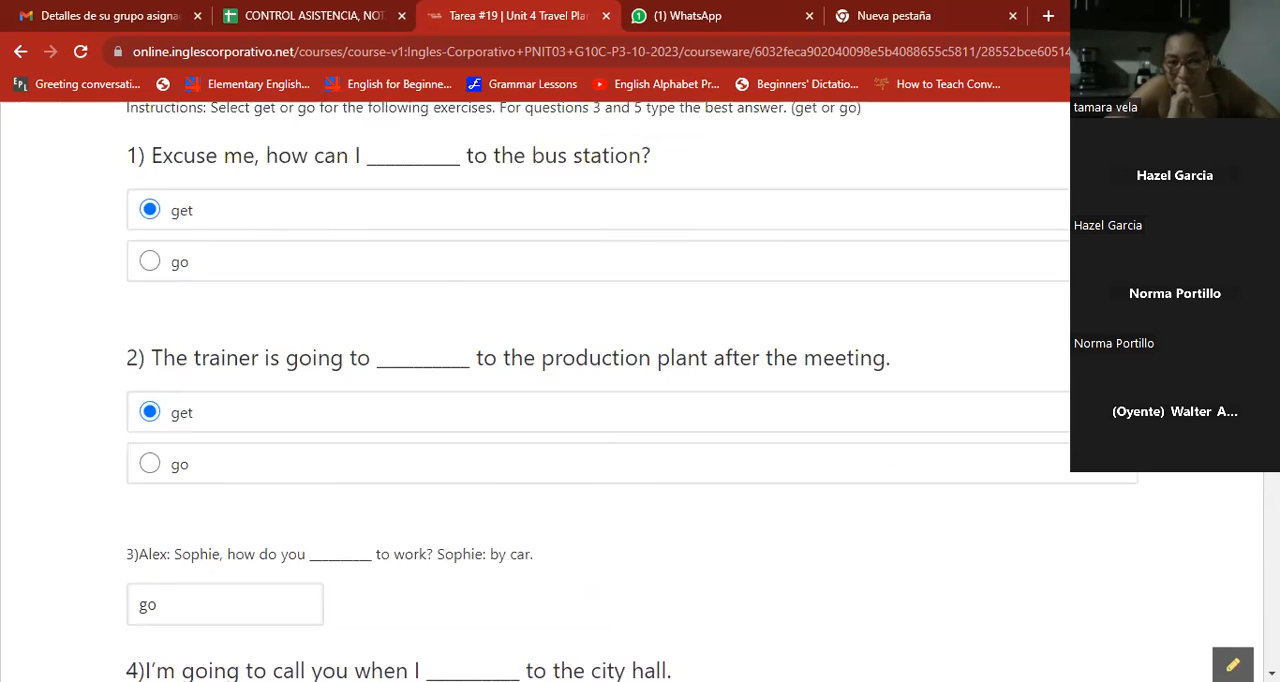 Detalles de su grupo asigna
CONTROL ASISTENCIA, NOT
Tarea #19 | Unit 4 Travel Plan
(1) WhatsApp
Nueva pestaña
online.inglescorporativo.net/courses/course-v1:Ingles-Corporativo+PNIT03+G10C-P3-10-2023/courseware/6032feca902040098e5b4088655c5811/28552bce60514
Greeting conversati...
Elementary English...
English for Beginne...
Grammar Lessons
English Alphabet Pr...
Beginners' Dictatio...
How to Teach Conv...
Instructions: Select get or go for the following exercises. For questions 3 and 5 type the best answer. (get or go)
1) Excuse me, how can I __________ to the bus station?
get
go
2) The trainer is going to __________ to the production plant after the meeting.
get
go
3)Alex: Sophie, how do you _________ to work? Sophie: by car.
go
4)I'm going to call you when I __________ to the city hall.
tamara vela
Hazel Garcia
Hazel Garcia
Norma Portillo
Norma Portillo
(Oyente) Walter A...